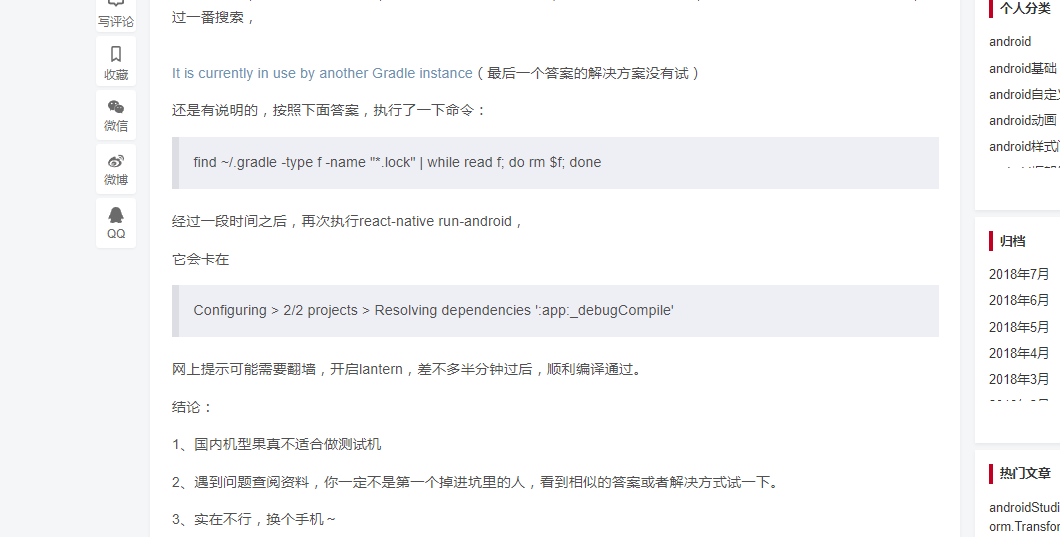 写评论
收藏
微信
微博
QQ
过一番搜索，
It is currently in use by another Gradle instance（最后一个答案的解决方案没有试）
还是有说明的，按照下面答案，执行了一下命令：
find ~/.gradle -type f -name "*.lock" | while read f; do rm $f; done
经过一段时间之后，再次执行react-native run-android，
它会卡在
Configuring > 2/2 projects > Resolving dependencies ':app:_debugCompile'
网上提示可能需要翻墙，开启lantern，差不多半分钟过后，顺利编译通过。
结论：
1、国内机型果真不适合做测试机
2、遇到问题查阅资料，你一定不是第一个掉进坑里的人，看到相似的答案或者解决方式试一下。
3、实在不行，换个手机～
个人分类
android
android基础
android自定
android动画
android样式
归档
2018年7月
2018年6月
2018年5月
2018年4月
2018年3月
热门文章
androidStudi
orm.Transfor